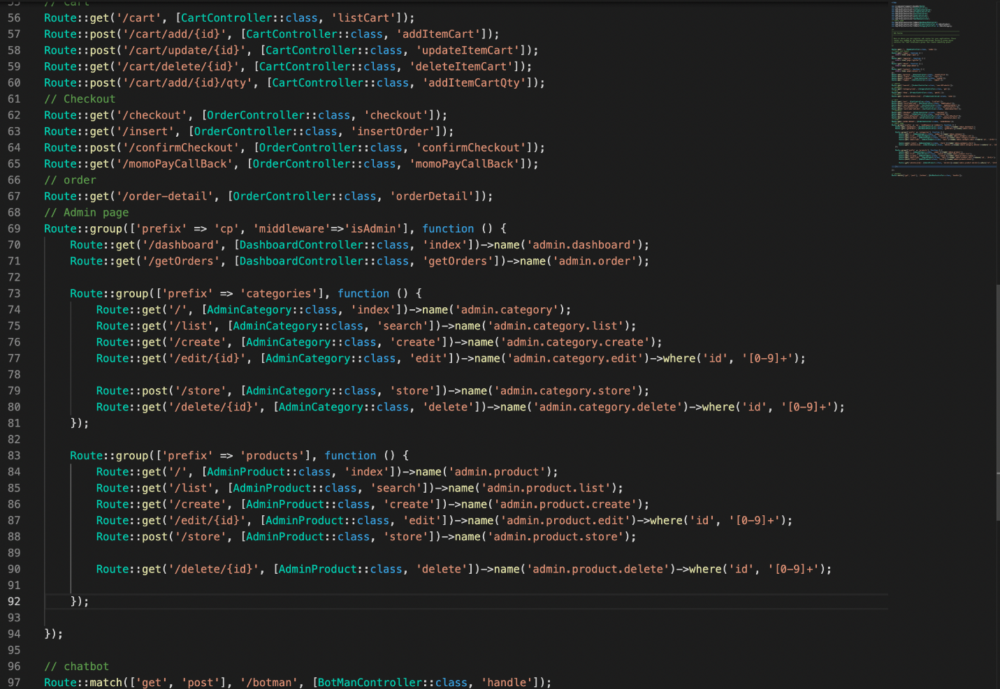 55 // Cart
56 Route::get('/cart', [CartController::class, 'listCart']);
57 Route::post('/cart/add/{id}', [CartController::class, 'addItemCart']);
58 Route::post('/cart/update/{id}', [CartController::class, 'updateItemCart']);
59 Route::get('/cart/delete/{id}', [CartController::class, 'deleteItemCart']);
60 Route::post('/cart/add/{id}/qty', [CartController::class, 'addItemCartQty']);
61 // Checkout
62 Route::get('/checkout', [OrderController::class, 'checkout']);
63 Route::get('/insert', [OrderController::class, 'insertOrder']);
64 Route::post('/confirmCheckout', [OrderController::class, 'confirmCheckout']);
65 Route::get('/momoPayCallBack', [OrderController::class, 'momoPayCallBack']);
66 // order
67 Route::get('/order-detail', [OrderController::class, 'orderDetail']);
68 // Admin page
69 Route::group(['prefix' => 'cp', 'middleware'=>'isAdmin'], function () {
70 Route::get('/dashboard', [DashboardController::class, 'index'])->name('admin.dashboard');
71 Route::get('/getOrders', [DashboardController::class, 'getOrders'])->name('admin.order');
72
73 Route::group(['prefix' => 'categories'], function () {
74 Route::get('/', [AdminCategory::class, 'index'])->name('admin.category');
75 Route::get('/list', [AdminCategory::class, 'search'])->name('admin.category.list');
76 Route::get('/create', [AdminCategory::class, 'create'])->name('admin.category.create');
77 Route::get('/edit/{id}', [AdminCategory::class, 'edit'])->name('admin.category.edit')->where('id', '[0-9]+');
78
79 Route::post('/store', [AdminCategory::class, 'store'])->name('admin.category.store');
80 Route::get('/delete/{id}', [AdminCategory::class, 'delete'])->name('admin.category.delete')->where('id', '[0-9]+');
81 });
82
83 Route::group(['prefix' => 'products'], function () {
84 Route::get('/', [AdminProduct::class, 'index'])->name('admin.product');
85 Route::get('/list', [AdminProduct::class, 'search'])->name('admin.product.list');
86 Route::get('/create', [AdminProduct::class, 'create'])->name('admin.product.create');
87 Route::get('/edit/{id}', [AdminProduct::class, 'edit'])->name('admin.product.edit')->where('id', '[0-9]+');
88 Route::post('/store', [AdminProduct::class, 'store'])->name('admin.product.store');
89
90 Route::get('/delete/{id}', [AdminProduct::class, 'delete'])->name('admin.product.delete')->where('id', '[0-9]+');
91
92 });
93
94 });
95
96 // chatbot
97 Route::match(['get', 'post'], '/botman', [BotManController::class, 'handle']);